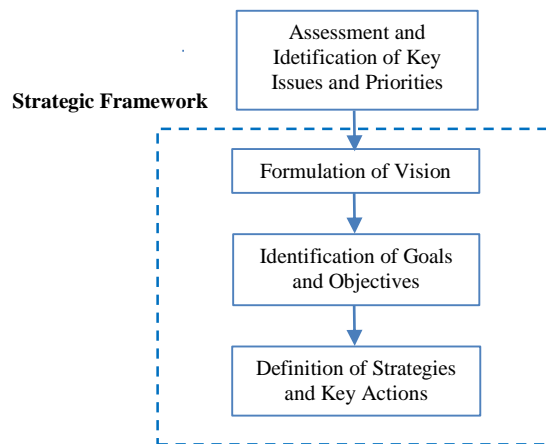 Assessment and
Idetification of Key
Issues and Priorities
Strategic Framework
Formulation of Vision
Identification of Goals
and Objectives
Definition of Strategies
and Key Actions